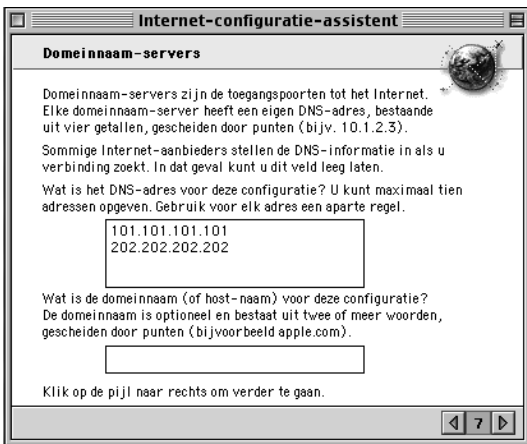 Internet-configuratie-assistent
Domeinnaam-servers
Domeinnaam-servers zijn de toegangspoorten tot het Internet.
Elke domeinnaam-server heeft een eigen DNS-adres, bestaande
uit vier getallen, gescheiden door punten (bijv. 10.1.2.3).
Sommige Internet-aanbieders stellen de DNS-informatie in als u
verbinding zoekt. In dat geval kunt u dit veld leeg laten.
Wat is het DNS-adres voor deze configuratie? U kunt maximaal tien
adressen opgeven. Gebruik voor elk adres een aparte regel.
101.101.101.101
202.202.202.202
Wat is de domeinnaam (of host-naam) voor deze configuratie?
De domeinnaam is optioneel en bestaat uit twee of meer woorden,
gescheiden door punten (bijvoorbeeld apple.com).
Klik op de pijl naar rechts om verder te gaan.
7